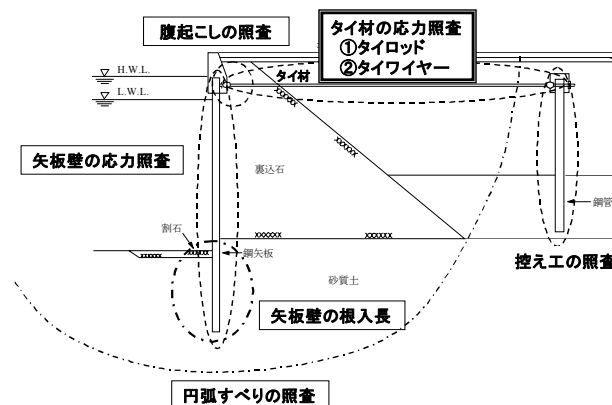 腹起こしの照査
タイ材の応力照査
①タイロッド
②タイワイヤー
H.W.L.
L.W.L.
タイ材
矢板壁の応力照査
裏込石
鋼管
割石
鋼矢板
控え工の照査
砂質土
矢板壁の根入長
円弧すべりの照査